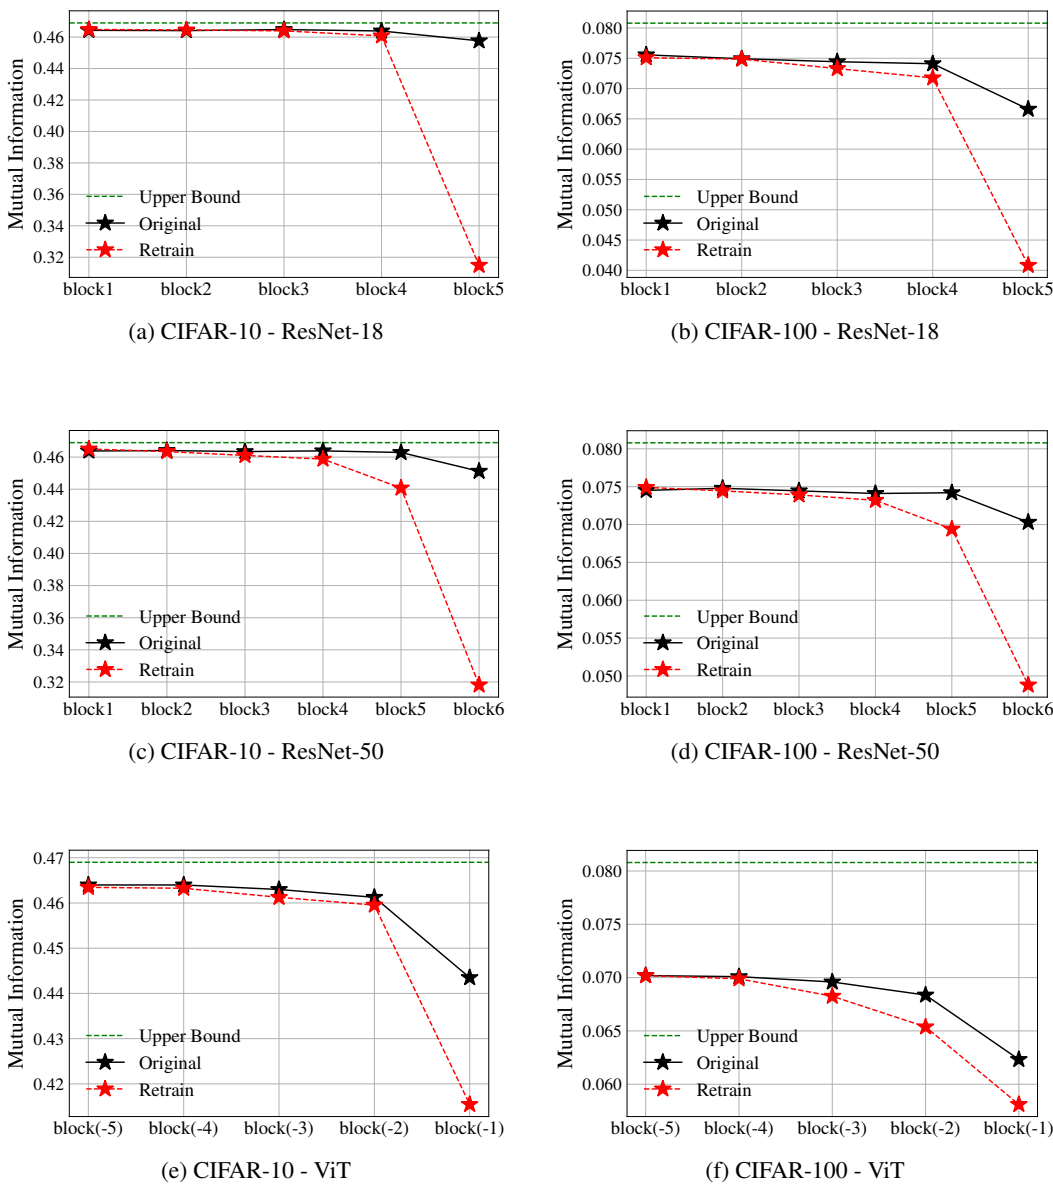 Mutual Information
0.46
0.44
0.42
0.40
0.38
0.36
0.34
0.32
Upper Bound
Original
Retrain
block1 block2 block3 block4 block5
(a) CIFAR-10 - ResNet-18
Mutual Information
0.080
0.075
0.070
0.065
0.060
0.055
0.050
0.045
0.040
Upper Bound
Original
Retrain
block1 block2 block3 block4 block5
(b) CIFAR-100 - ResNet-18
Mutual Information
0.46
0.44
0.42
0.40
0.38
0.36
0.34
0.32
Upper Bound
Original
Retrain
block1 block2 block3 block4 block5 block6
(c) CIFAR-10 - ResNet-50
Mutual Information
0.080
0.075
0.070
0.065
0.060
0.055
0.050
Upper Bound
Original
Retrain
block1 block2 block3 block4 block5 block6
(d) CIFAR-100 - ResNet-50
Mutual Information
0.47
0.46
0.45
0.44
0.43
0.42
Upper Bound
Original
Retrain
block(-5) block(-4) block(-3) block(-2) block(-1)
(e) CIFAR-10 - ViT
Mutual Information
0.080
0.075
0.070
0.065
0.060
Upper Bound
Original
Retrain
block(-5) block(-4) block(-3) block(-2) block(-1)
(f) CIFAR-100 - ViT